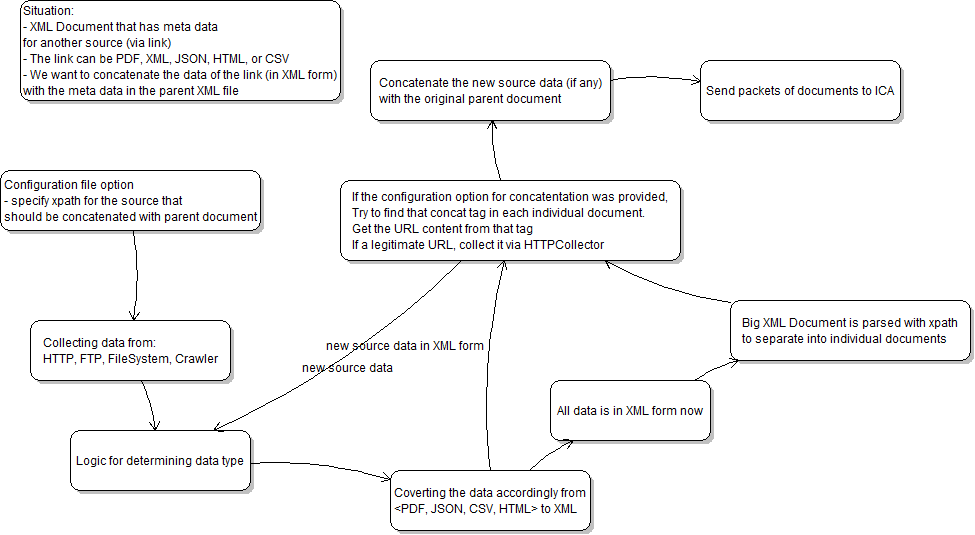 Situation:
- XML Document that has meta data
for another source (via link)
- The link can be PDF, XML, JSON, HTML, or CSV
- We want to concatenate the data of the link (in XML form)
with the meta data in the parent XML file
Concatenate the new source data (if any)
with the original parent document
Send packets of documents to ICA
Configuration file option
- specify xpath for the source that
should be concatenated with parent document
If the configuration option for concatentation was provided,
Try to find that concat tag in each individual document.
Get the URL content from that tag
If a legitimate URL, collect it via HTTPCollector
Collecting data from:
HTTP, FTP, FileSystem, Crawler
new source data in XML form
new source data
Big XML Document is parsed with xpath
to separate into individual documents
All data is in XML form now
Logic for determining data type
Coverting the data accordingly from
<PDF, JSON, CSV, HTML> to XML